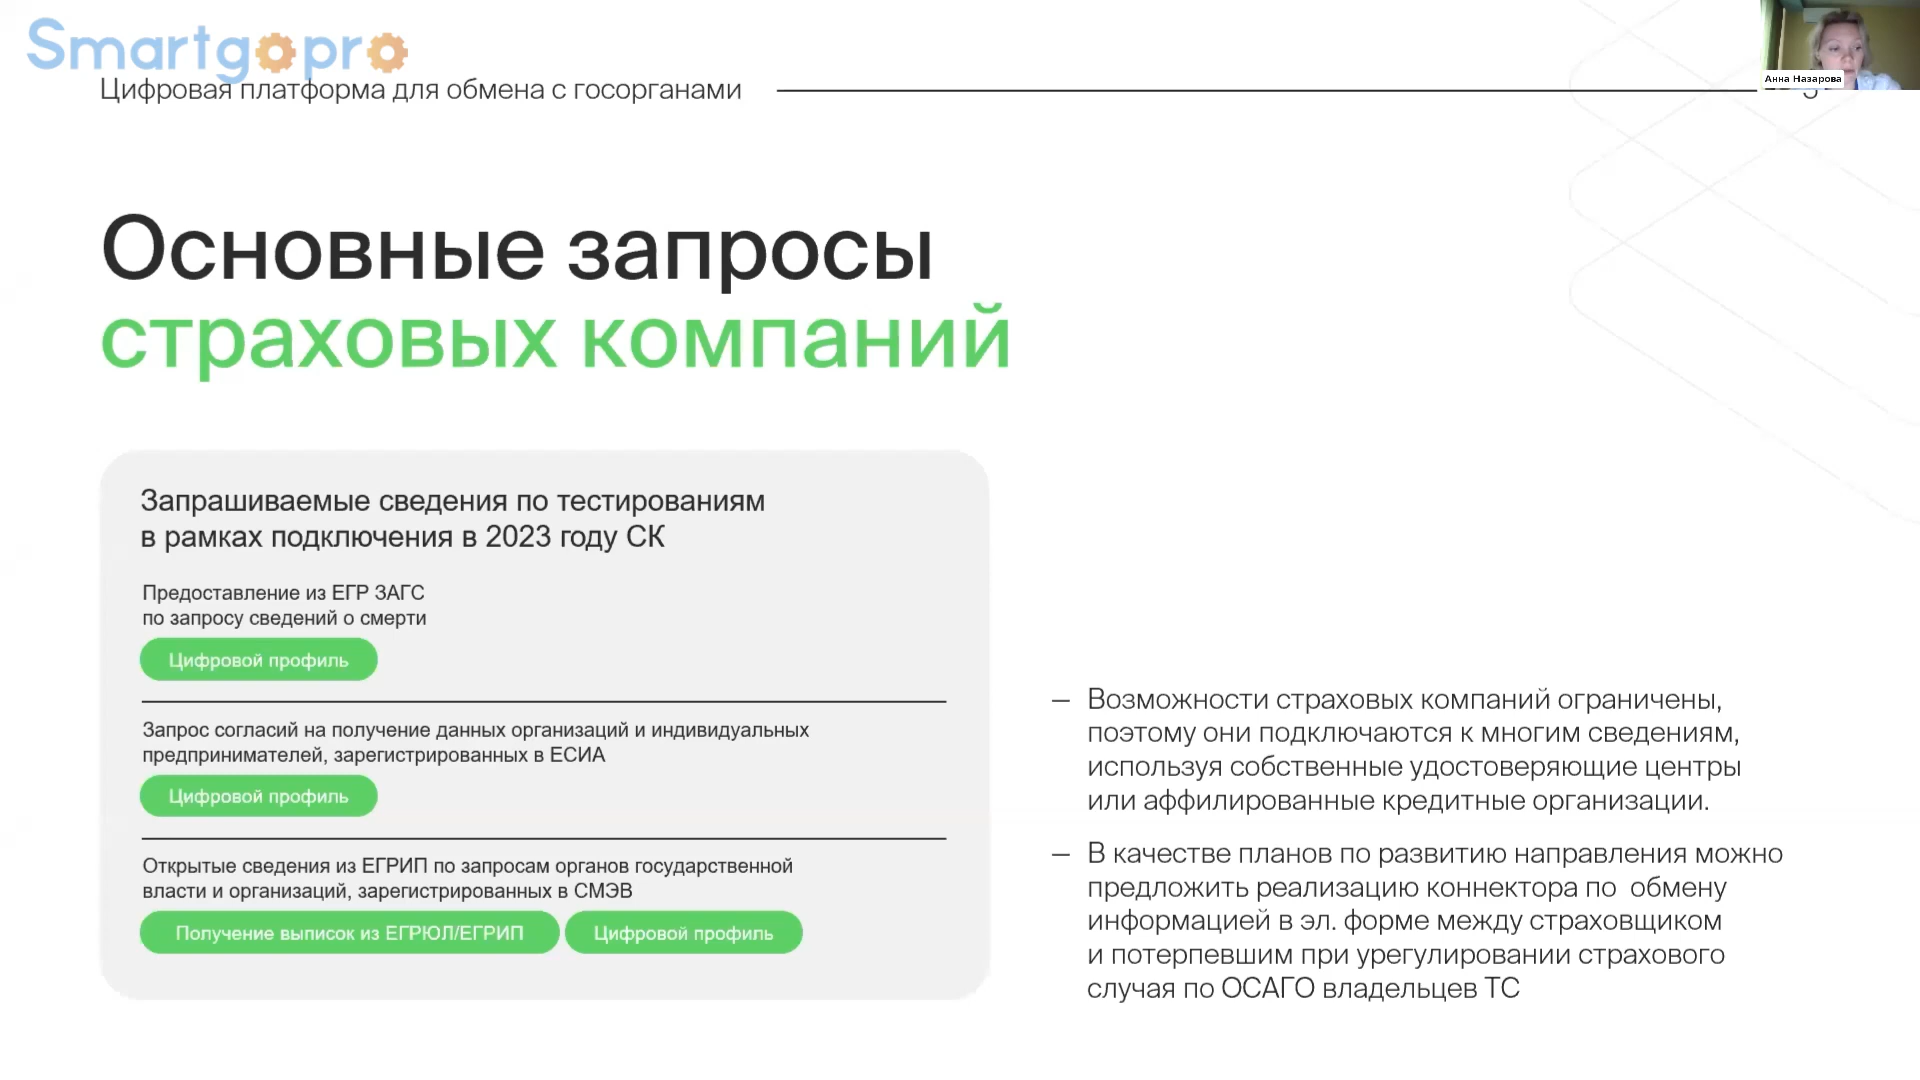 Smartgopro
Цифровая платформа для обмена с госорганами
Анна Назарова
Основные запросы
страховых компаний
Запрашиваемые сведения по тестированиям
в рамках подключения в 2023 году СК
Предоставление из ЕГР ЗАГС
по запросу сведений о смерти
Цифровой профиль
Запрос согласий на получение данных организаций и индивидуальных
предпринимателей, зарегистрированных в ЕСИА
Цифровой профиль
Открытые сведения из ЕГРИП по запросам органов государственной
власти и организаций, зарегистрированных в СМЭВ
Получение выписок из ЕГРЮЛ/ЕГРИП Цифровой профиль
— Возможности страховых компаний ограничены,
поэтому они подключаются к многим сведениям,
используя собственные удостоверяющие центры
или аффилированные кредитные организации.
— В качестве планов по развитию направления можно
предложить реализацию коннектора по обмену
информацией в эл. форме между страховщиком
и потерпевшим при урегулировании страхового
случая по ОСАГО владельцев ТС